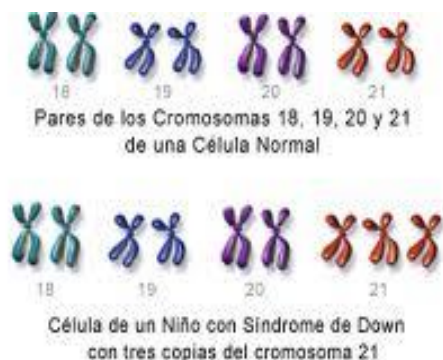 18 19 20 21
Pares de los Cromosomas 18, 19, 20 y 21
de una Célula Normal
18 19 20 21
Célula de un Niño con Síndrome de Down
con tres copias del cromosoma 21